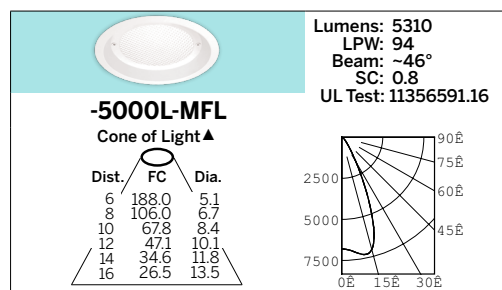 Lumens: 5310
LPW: 94
Beam: ~46°
SC: 0.8
UL Test: 11356591.16
-5000L-MFL
Cone of Light▲
Dist. FC Dia.
6 188.0 5.1
8 106.0 6.7
10 67.8 8.4
12 47.1 10.1
14 34.6 11.8
16 26.5 13.5
90Ê
75Ê
2500
60Ê
5000
45Ê
7500
0Ê 15Ê 30Ê